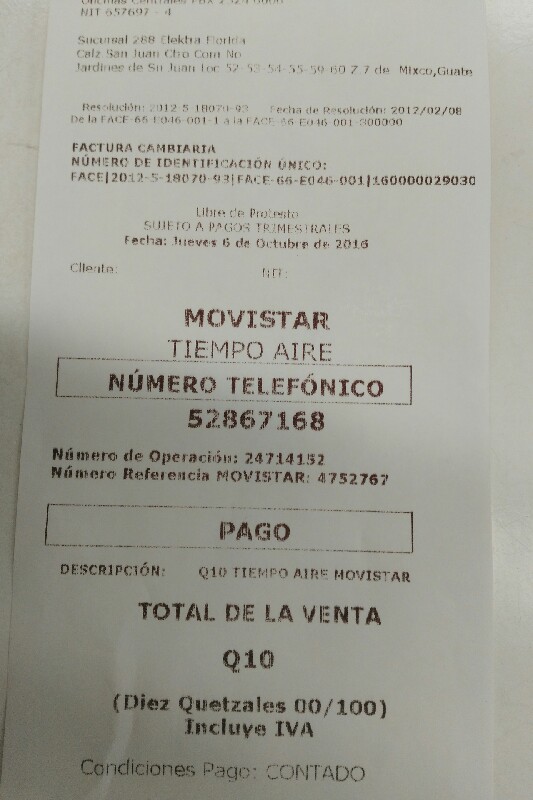 Oficinas Centrales PBX 2329 0000
NIT 657697 - 4
Sucursal 288 Elektra Florida
Calz San Juan Ctro Com No
Jardines de Sn Juan Loc 52-53-54-55-59-60 Z.7 de Mixco,Guate
Resolución: 2012-5-18070-93 Fecha de Resolución: 2012/02/08
De la FACE-66-E046-001-1 a la FACE-66-E046-001-300000
FACTURA CAMBIARIA
NÚMERO DE IDENTIFICACIÓN ÚNICO:
FACE|2012-5-18070-93|FACE-66-E046-001|160000029030
Libre de Protesto
SUJETO A PAGOS TRIMESTRALES
Fecha: Jueves 6 de Octubre de 2016
Cliente: NIT:
MOVISTAR
TIEMPO AIRE
NÚMERO TELEFÓNICO
52867168
Número de Operación: 24714152
Número Referencia MOVISTAR: 4752767
PAGO
DESCRIPCIÓN: Q10 TIEMPO AIRE MOVISTAR
TOTAL DE LA VENTA
Q10
(Diez Quetzales 00/100)
Incluye IVA
Condiciones Pago: CONTADO